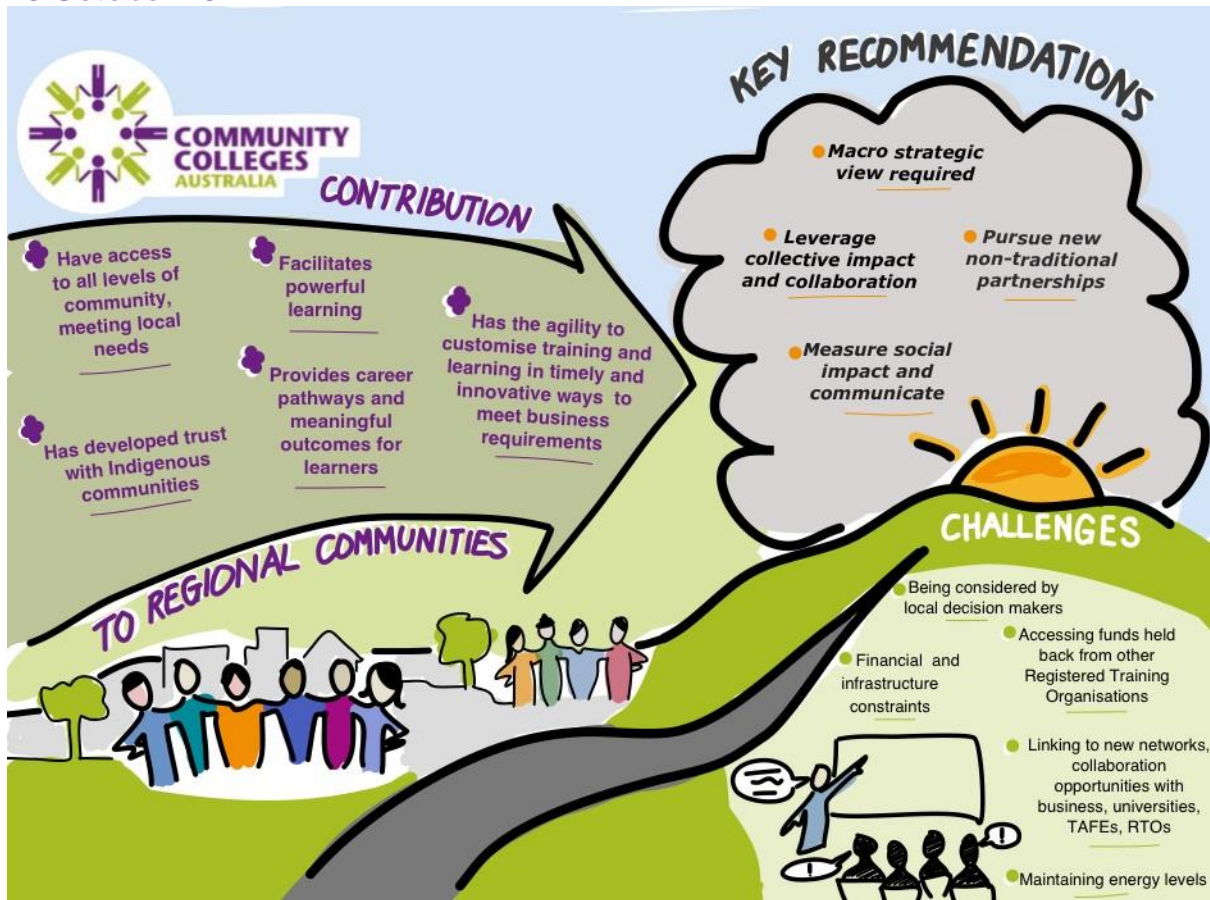 COMMUNITY
COLLEGES
AUSTRALIA
CONTRIBUTION
Have access
to all levels of
community,
meeting local
needs
Facilitates
powerful
learning
Has the agility to
customise training and
learning in timely and
innovative ways to
meet business
requirements
Has developed trust
with Indigenous
communities
Provides career
pathways and
meaningful
outcomes for
learners
TO REGIONAL COMMUNITIES
KEY RECOMMENDATIONS
Macro strategic
view required
Leverage
collective impact
and collaboration
Pursue new
non-traditional
partnerships
Measure social
impact and
communicate
CHALLENGES
Being considered by
local decision makers
Accessing funds held
back from other
Registered Training
Organisations
Financial and
infrastructure
constraints
Linking to new networks,
collaboration
opportunities with
business, universities,
TAFEs, RTOs
Maintaining energy levels
! 
!